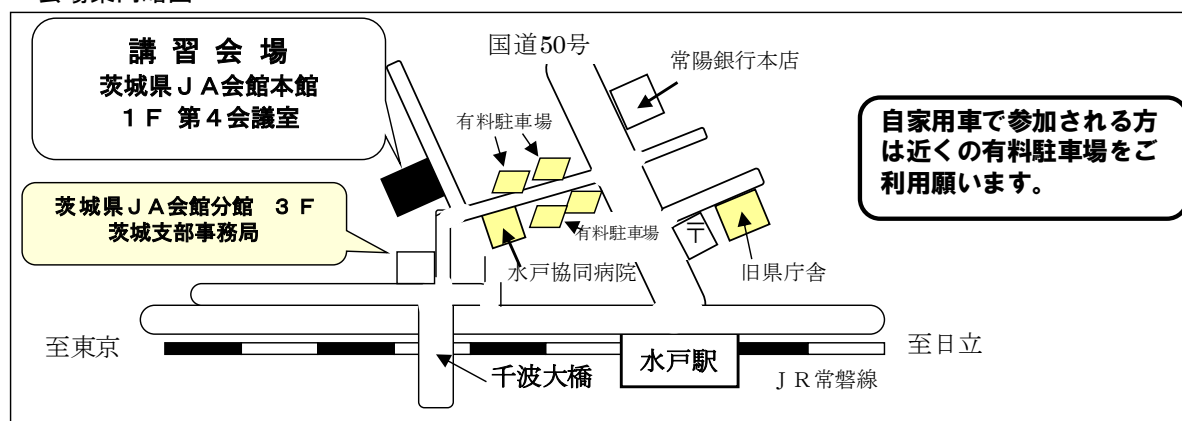 国道50号
講 習 会 場
茨城県ＪＡ会館本館
１Ｆ 第４会議室
常陽銀行本店
有料駐車場
自家用車で参加される方
は近くの有料駐車場をご
利用願います。
茨城県ＪＡ会館分館 ３Ｆ
茨城支部事務局
有料駐車場
〒
水戸協同病院
旧県庁舎
至東京
水戸駅
至日立
千波大橋
ＪＲ常磐線